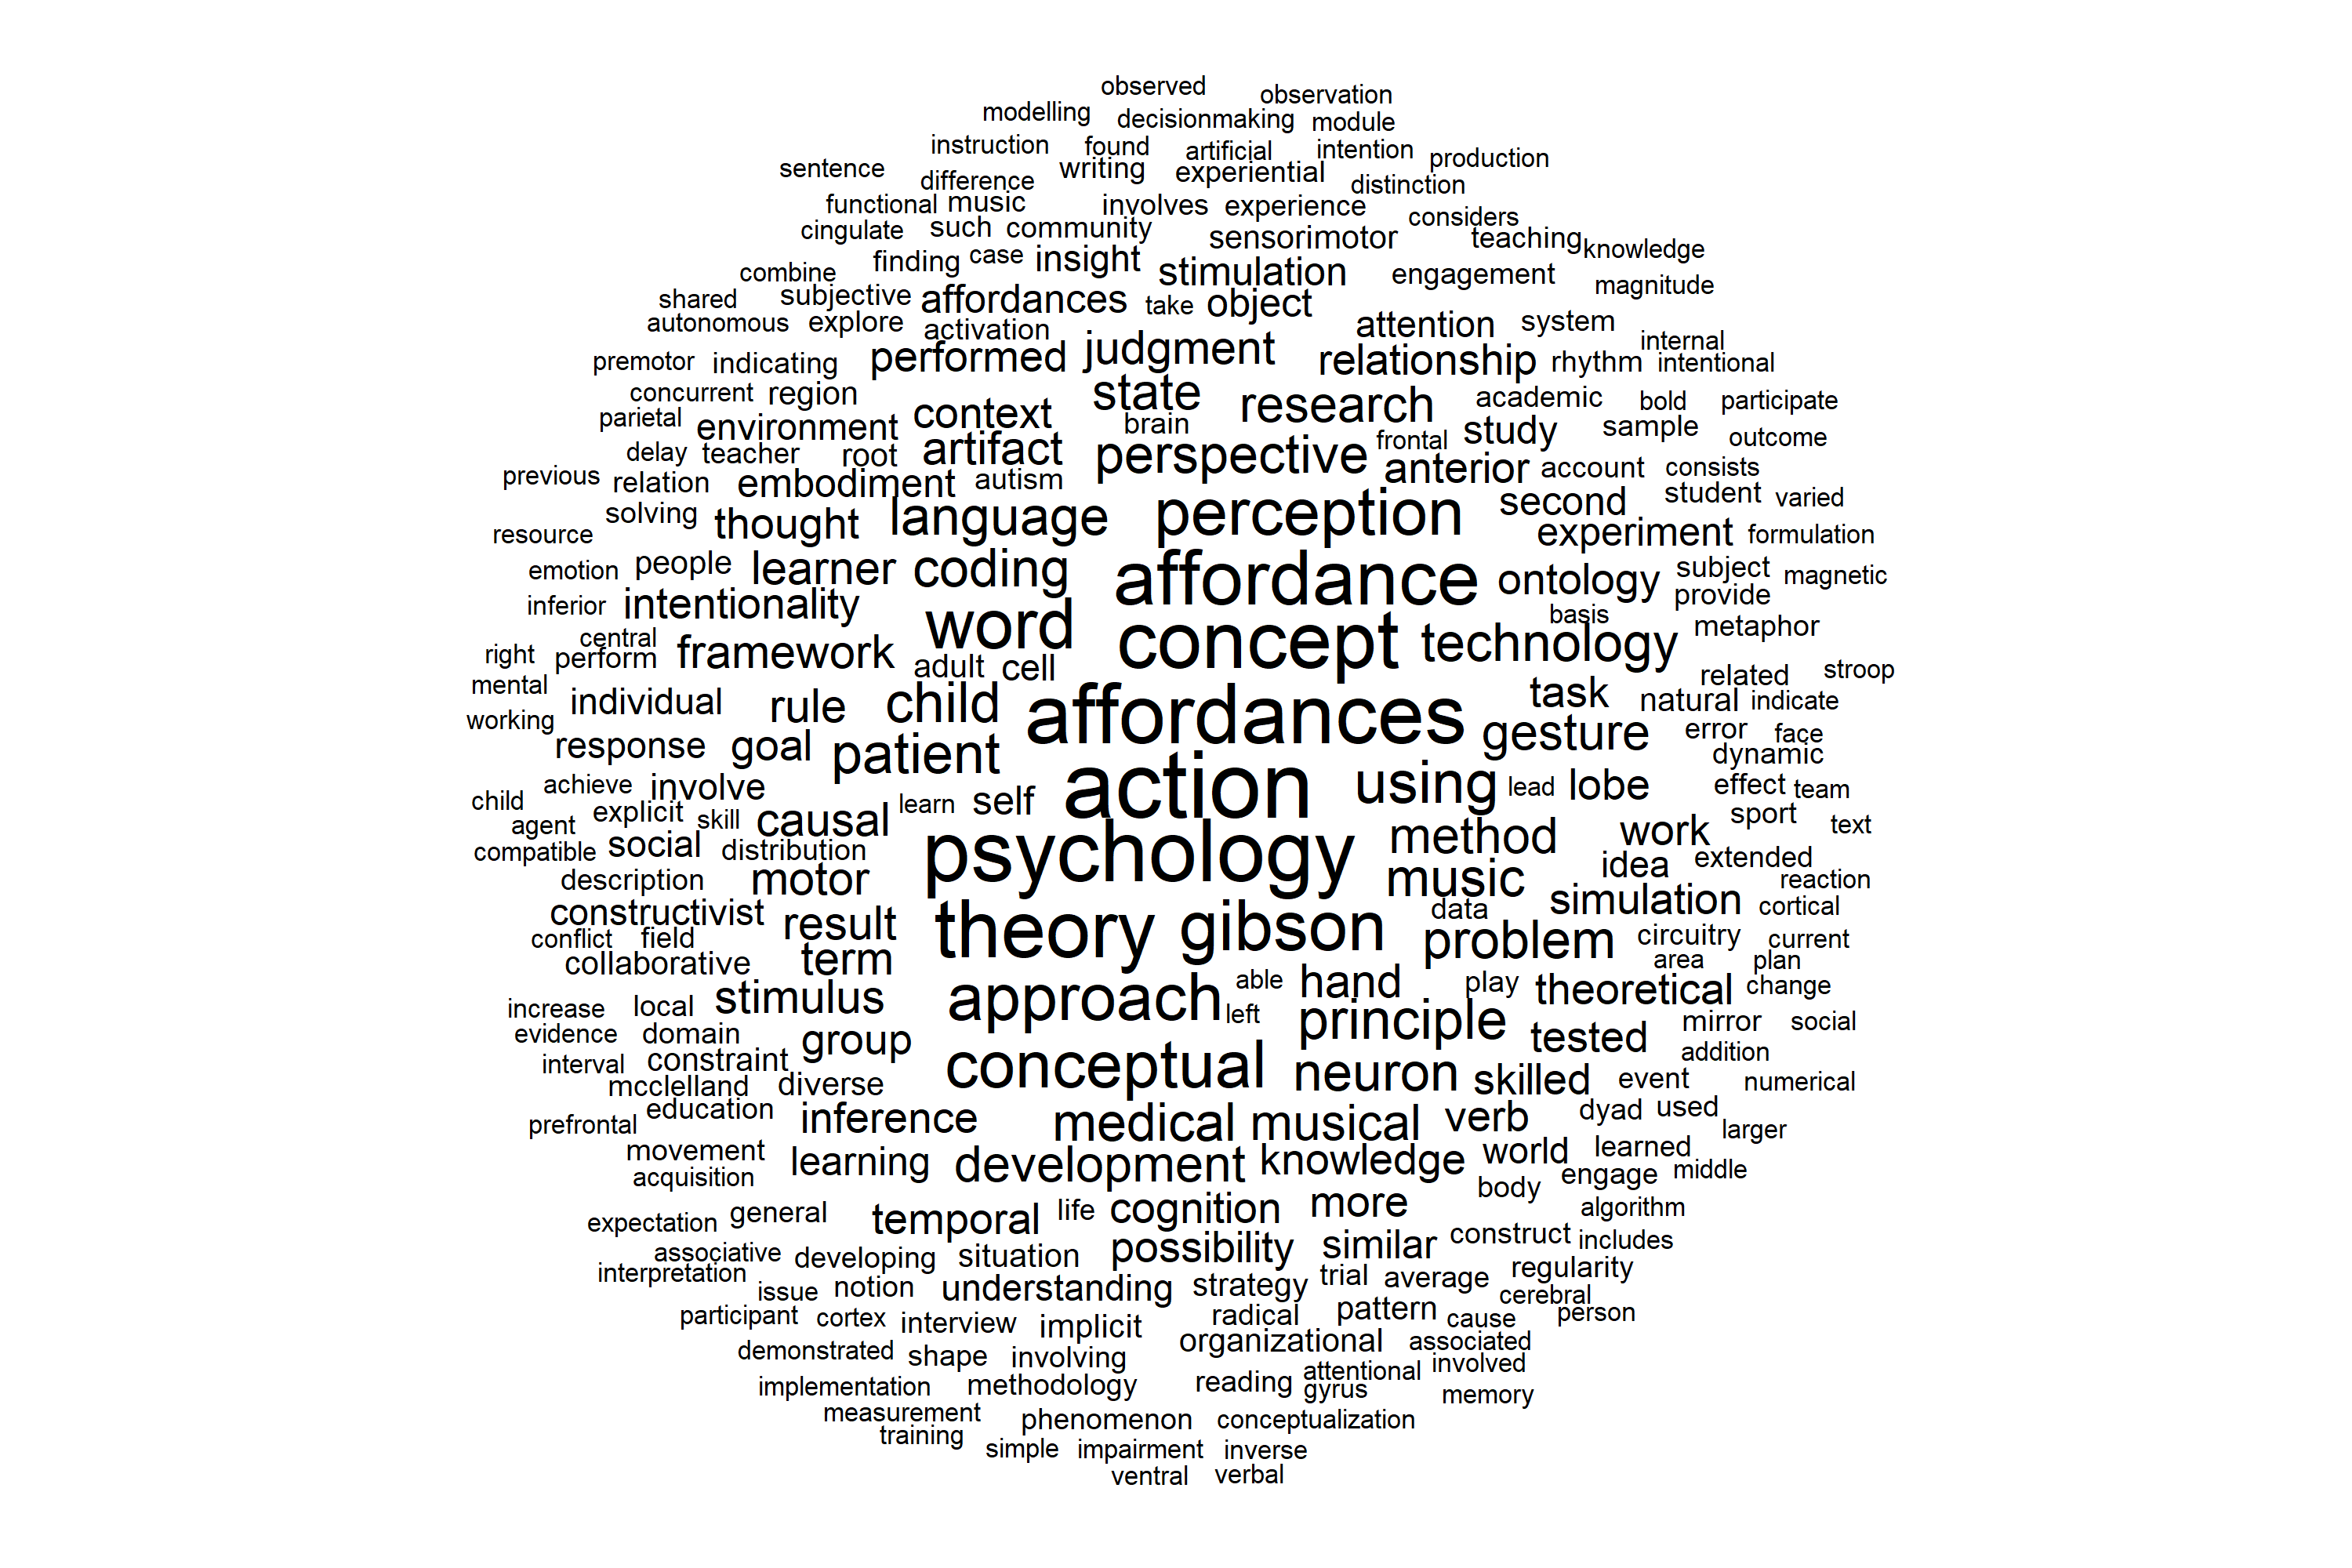 observed
observation
modelling decisionmaking module
instruction found artificial intention production
sentence difference writing experiential distinction
functional music involves experience considers
cingulate such community sensorimotor teaching knowledge
combine finding case insight stimulation engagement magnitude
shared subjective affordances take object
autonomous explore activation attention system internal
premotor indicating performed judgment relationship rhythm intentional
concurrent region state research academic bold participate
parietal environment context brain frontal study sample outcome
delay teacher root artifact perspective anterior account consists
previous relation embodiment autism second student varied
resource solving thought language perception experiment formulation
emotion people learner coding affordance ontology subject magnetic
inferior intentionality word basis provide
central concept technology metaphor
right perform framework adult cell related stroop
mental individual rule child affordances task natural indicate
working response goal patient gesture error face
dynamic
child achieve involve action using lead lobe effect team
agent explicit skill causal learn self sport text
compatible social distribution psychology method work idea extended
description motor music simulation reaction
constructivist result theory gibson data cortical
conflict field problem circuitry current
collaborative term area plan
increase local stimulus approach able hand play theoretical change
evidence domain group left principle tested mirror social
interval constraint conceptual neuron addition
mcclelland diverse skilled event numerical
prefrontal education inference medical musical verb dyad used larger
movement learning development knowledge world learned middle
acquisition body engage
expectation general temporal life cognition more algorithm
associative developing situation possibility similar construct includes
interpretation issue notion understanding strategy trial average regularity
participant cortex interview implicit radical pattern cause cerebral person
demonstrated shape involving organizational associated
implementation methodology reading attentional gyrus involved memory
measurement phenomenon conceptualization
training simple impairment inverse
ventral verbal